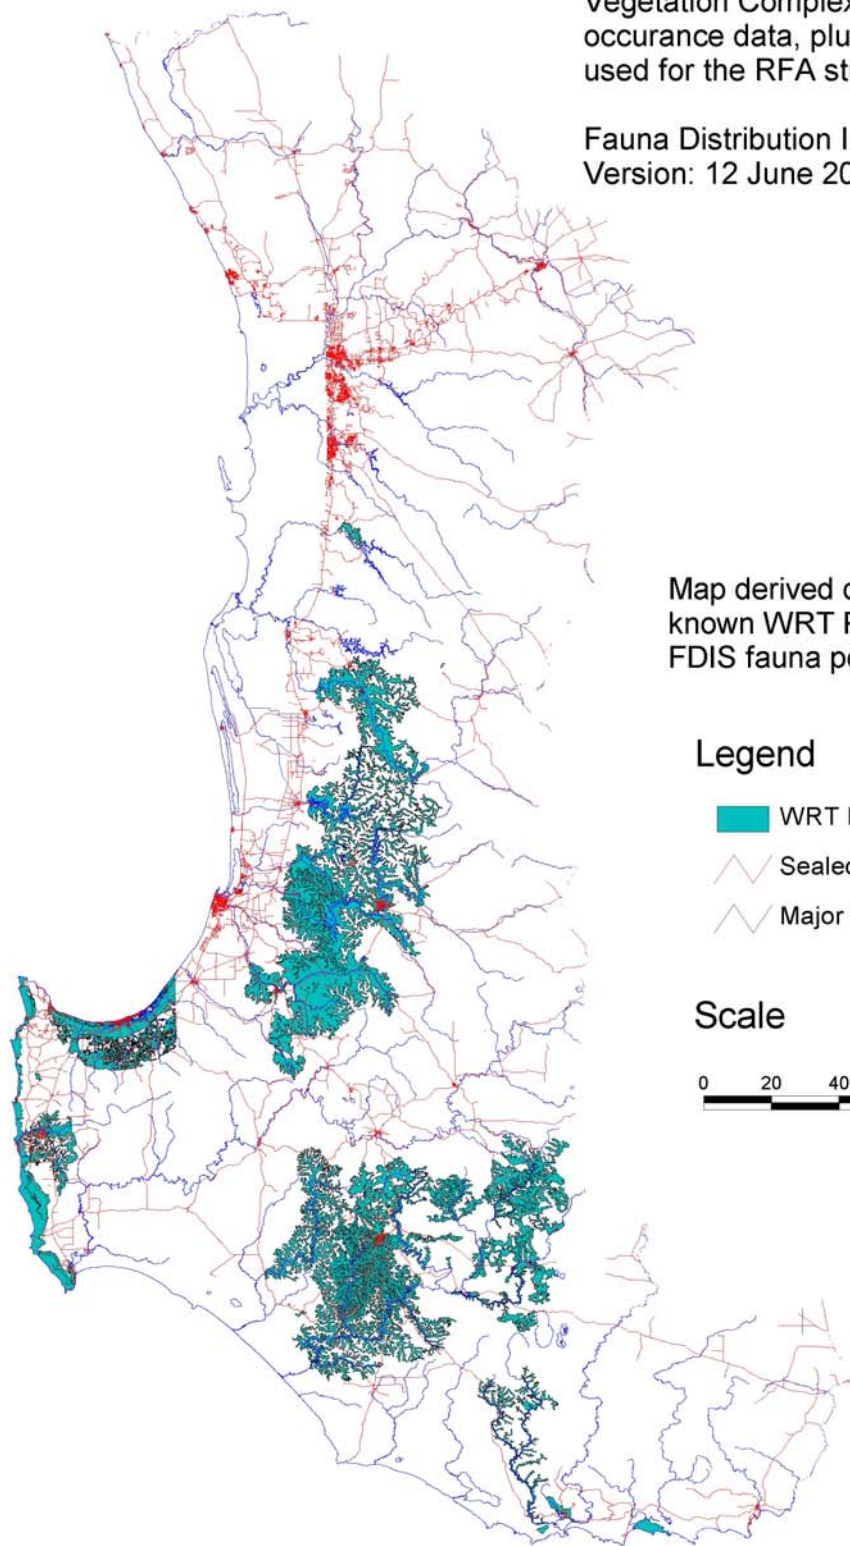 Vegetation Complex
occurance data, plu
used for the RFA st
Fauna Distribution I
Version: 12 June 20
Map derived
known WRT
FDIS fauna po
Legend
WRT
Sealed
Major
Scale
0 20 40